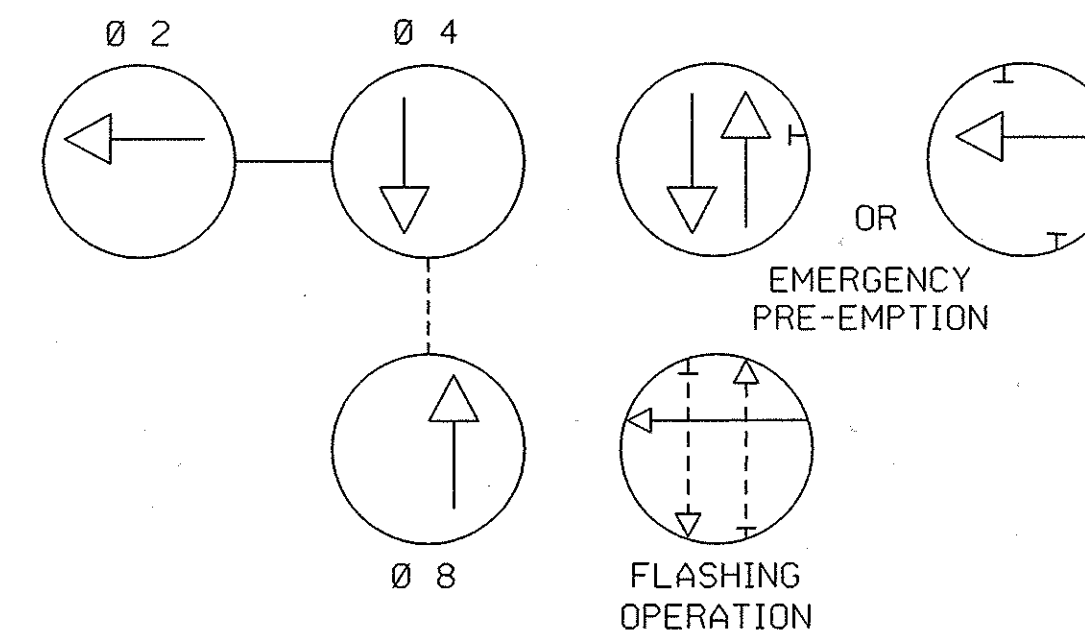 Ø 2
Ø 4
OR
EMERGENCY
PRE-EMPTION
Ø 8
FLASHING
OPERATION